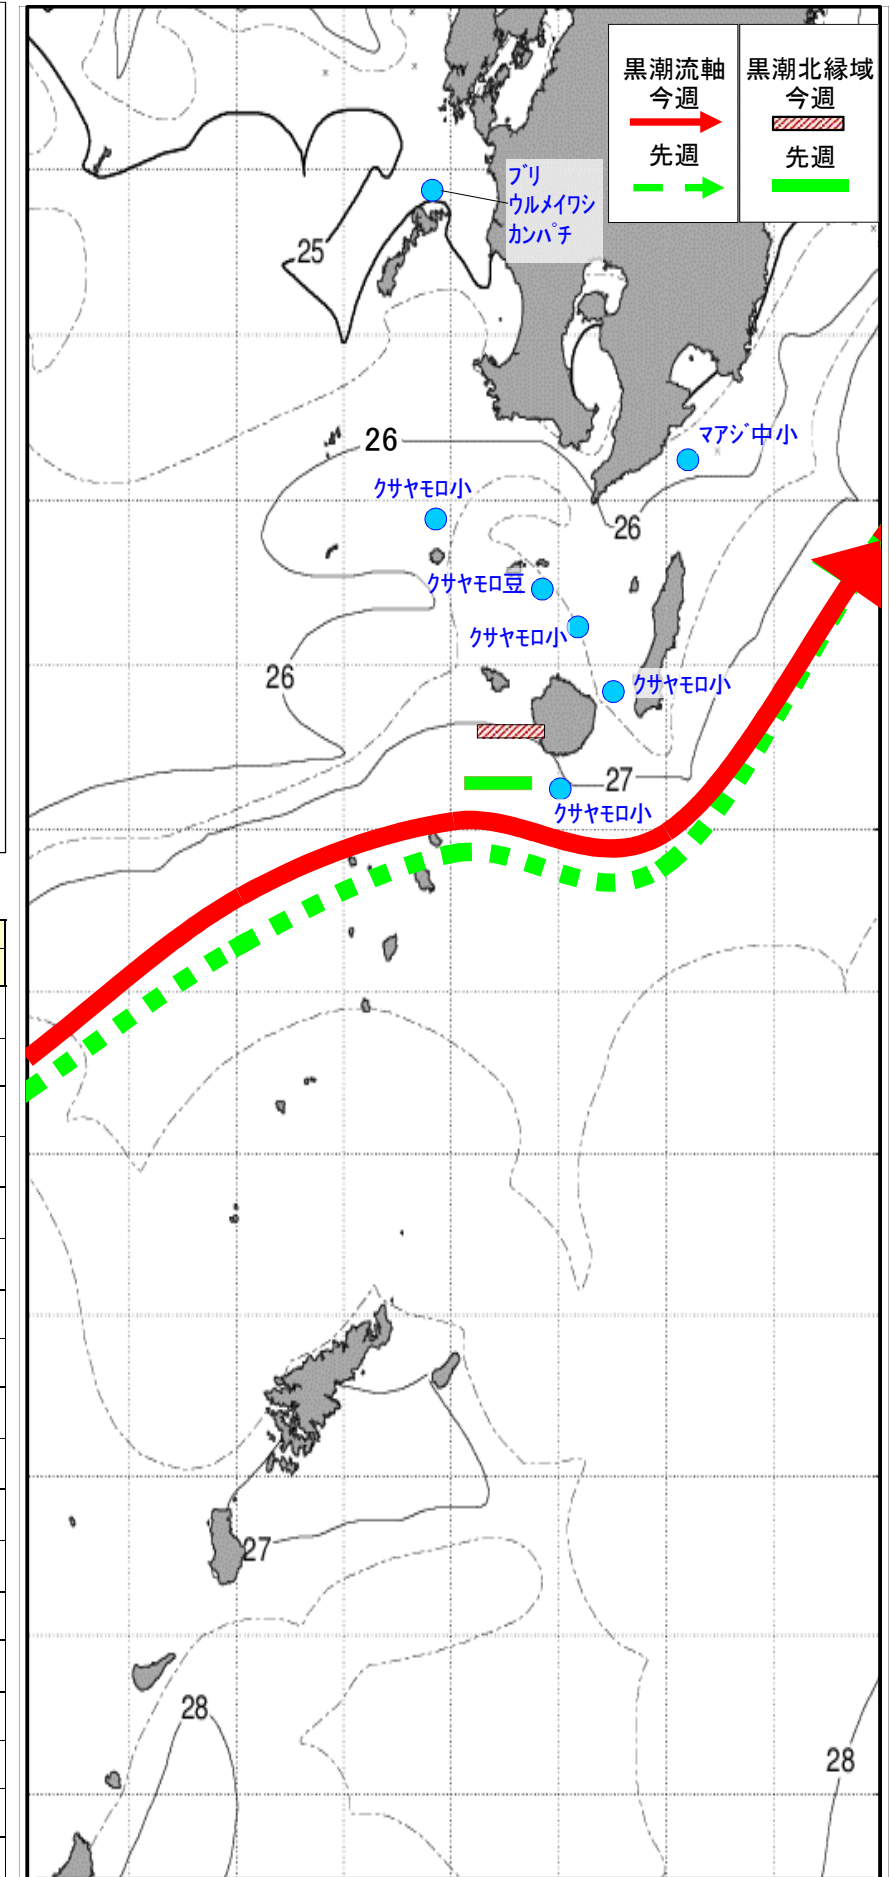 黒潮流軸
今週
先週
黒潮北縁域
今週
先週
ﾌﾞﾘ
ｳﾙﾒｲﾜｼ
ｶﾝﾊﾟﾁ
25
26
ﾏｱｼﾞ中小
ｸｻﾔﾓﾛ小
26
ｸｻﾔﾓﾛ豆
ｸｻﾔﾓﾛ小
26
ｸｻﾔﾓﾛ小
27
ｸｻﾔﾓﾛ小
27
28
28